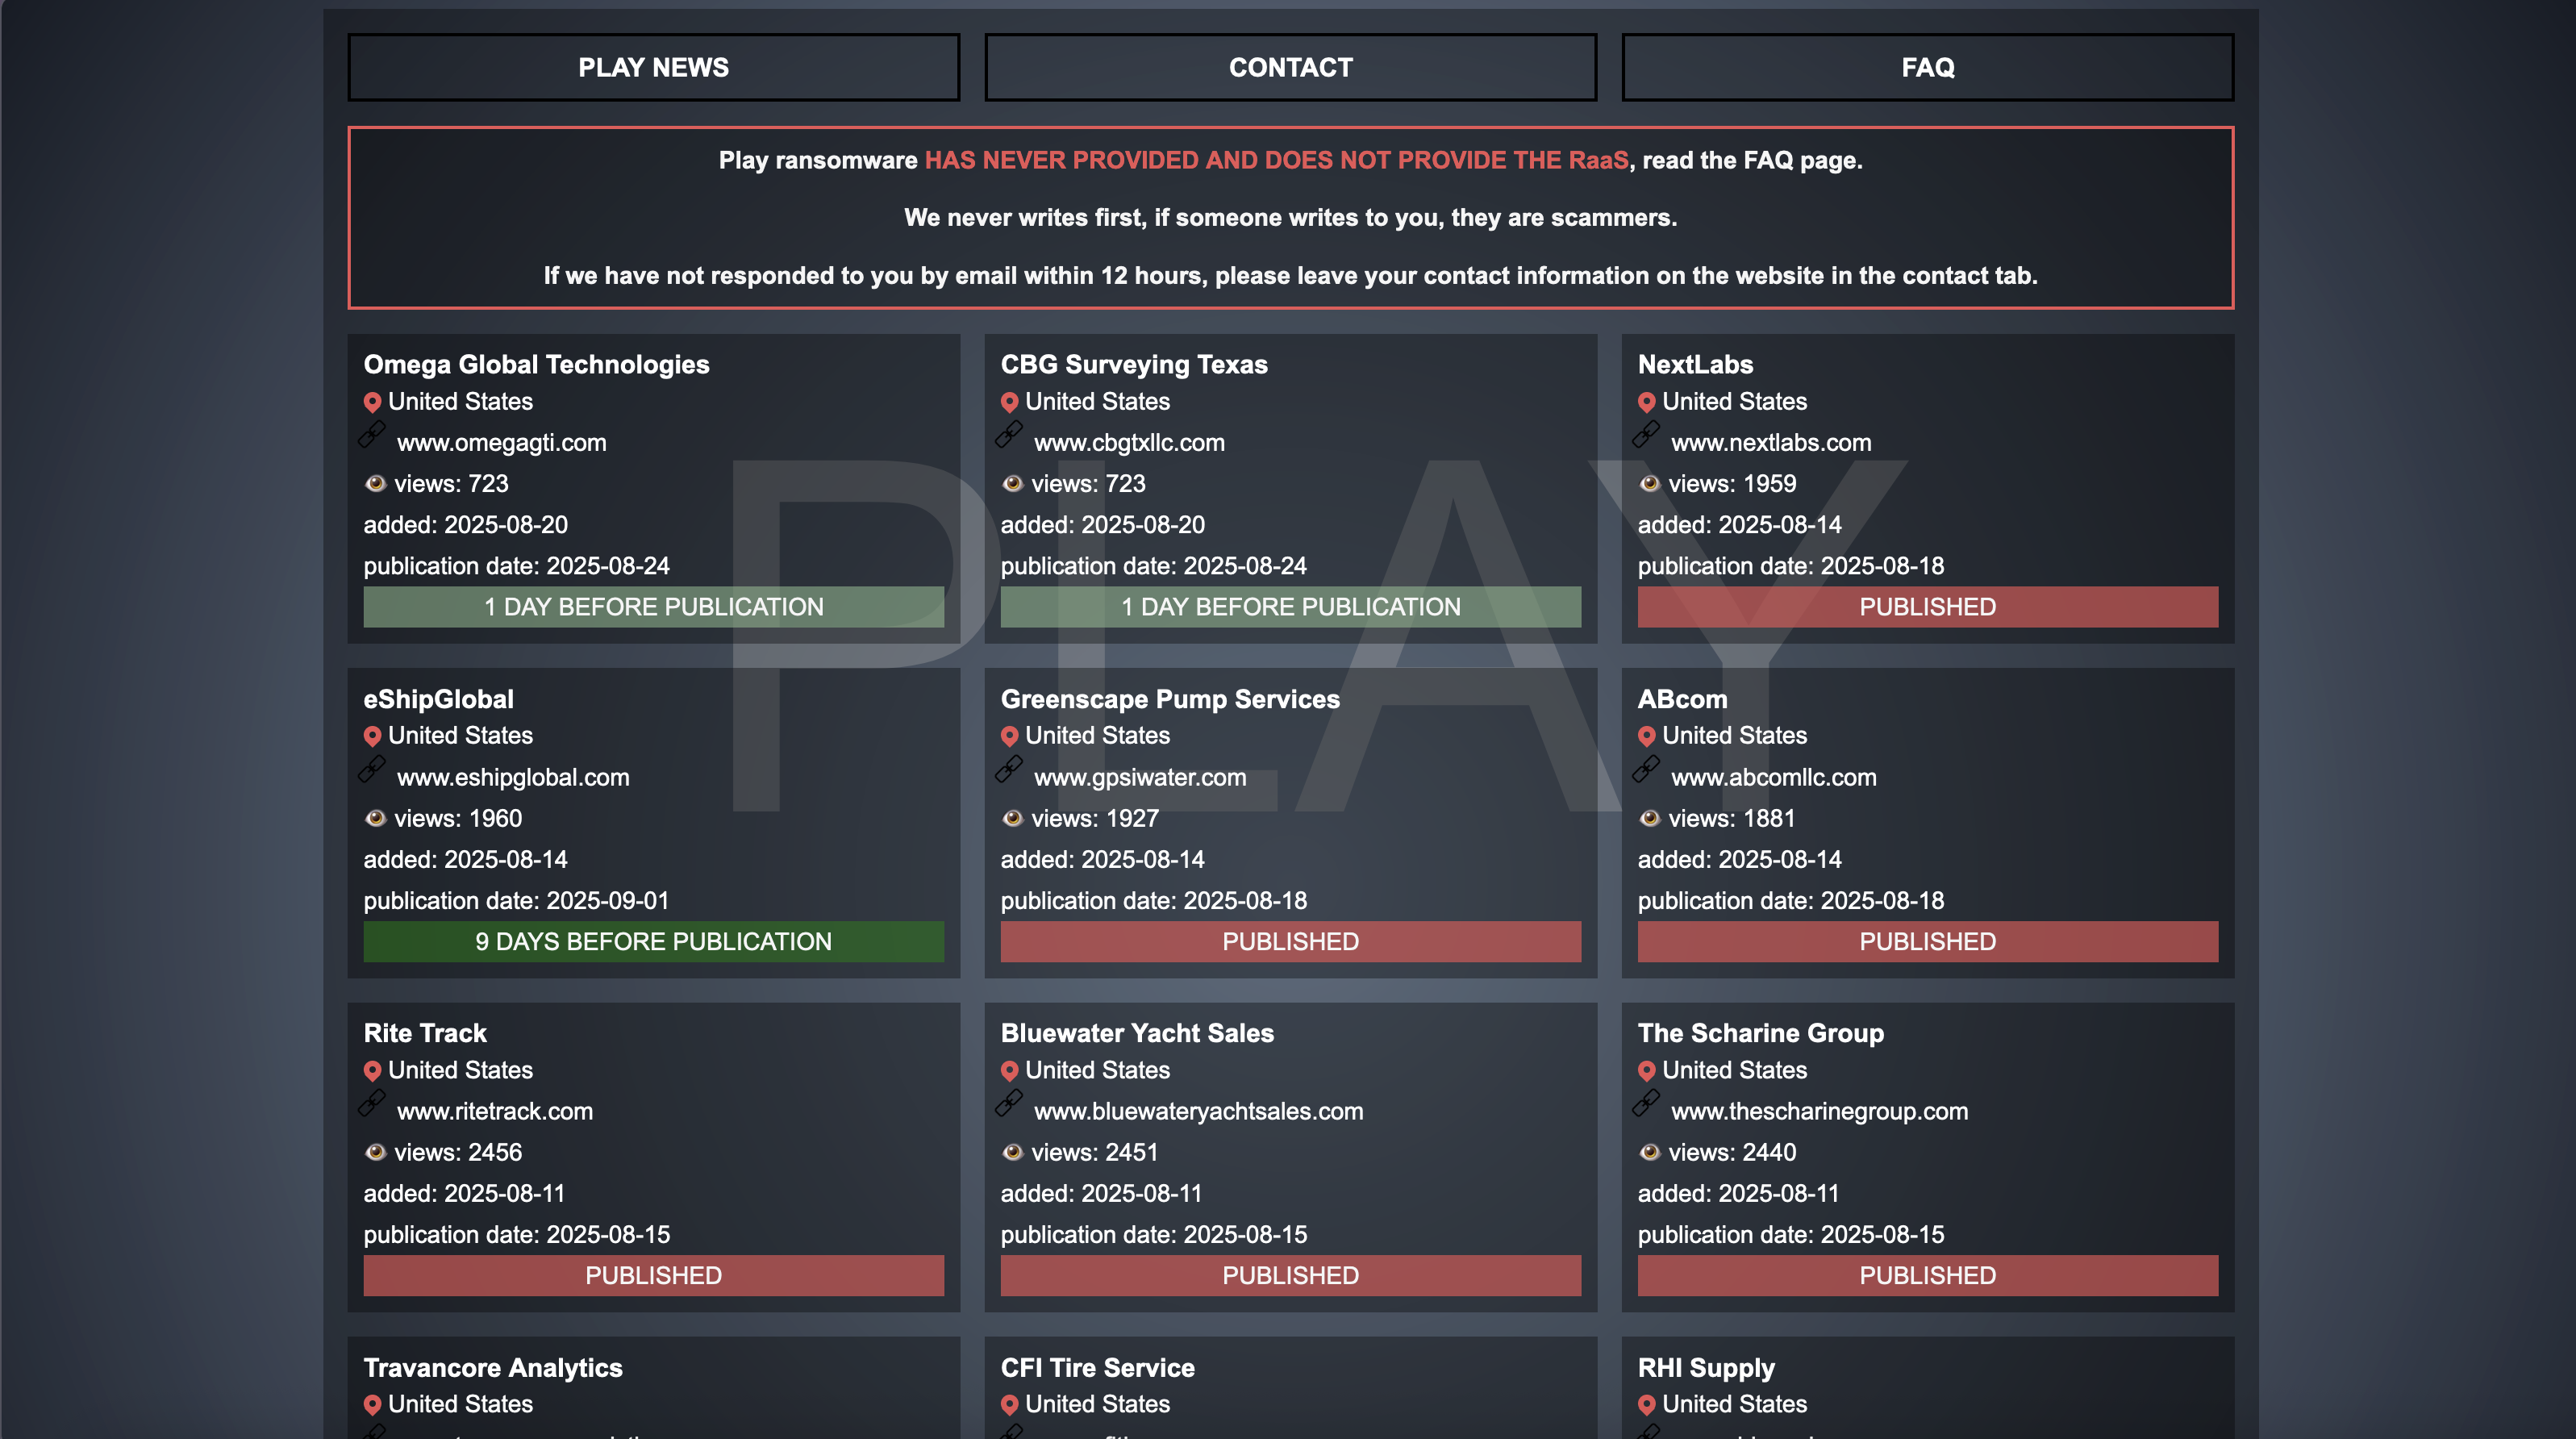 PLAY NEWS
CONTACT
FAQ
Play ransomware HAS NEVER PROVIDED AND DOES NOT PROVIDE THE RaaS, read the FAQ page.
We never writes first, if someone writes to you, they are scammers.
If we have not responded to you by email within 12 hours, please leave your contact information on the website in the contact tab.
PLAY
Omega Global Technologies
United States
www.omegagti.com
views: 723
added: 2025-08-20
publication date: 2025-08-24
1 DAY BEFORE PUBLICATION
CBG Surveying Texas
United States
www.cbgtxllc.com
views: 723
added: 2025-08-20
publication date: 2025-08-24
1 DAY BEFORE PUBLICATION
NextLabs
United States
www.nextlabs.com
views: 1959
added: 2025-08-14
publication date: 2025-08-18
PUBLISHED
eShipGlobal
United States
www.eshipglobal.com
views: 1960
added: 2025-08-14
publication date: 2025-09-01
9 DAYS BEFORE PUBLICATION
Greenscape Pump Services
United States
www.gpsiwater.com
views: 1927
added: 2025-08-14
publication date: 2025-08-18
PUBLISHED
ABcom
United States
www.abcomllc.com
views: 1881
added: 2025-08-14
publication date: 2025-08-18
PUBLISHED
Rite Track
United States
www.ritetrack.com
views: 2456
added: 2025-08-11
publication date: 2025-08-15
PUBLISHED
Bluewater Yacht Sales
United States
www.bluewateryachtsales.com
views: 2451
added: 2025-08-11
publication date: 2025-08-15
PUBLISHED
The Scharine Group
United States
www.thescharinegroup.com
views: 2440
added: 2025-08-11
publication date: 2025-08-15
PUBLISHED
Travancore Analytics
United States
CFI Tire Service
United States
RHI Supply
United States